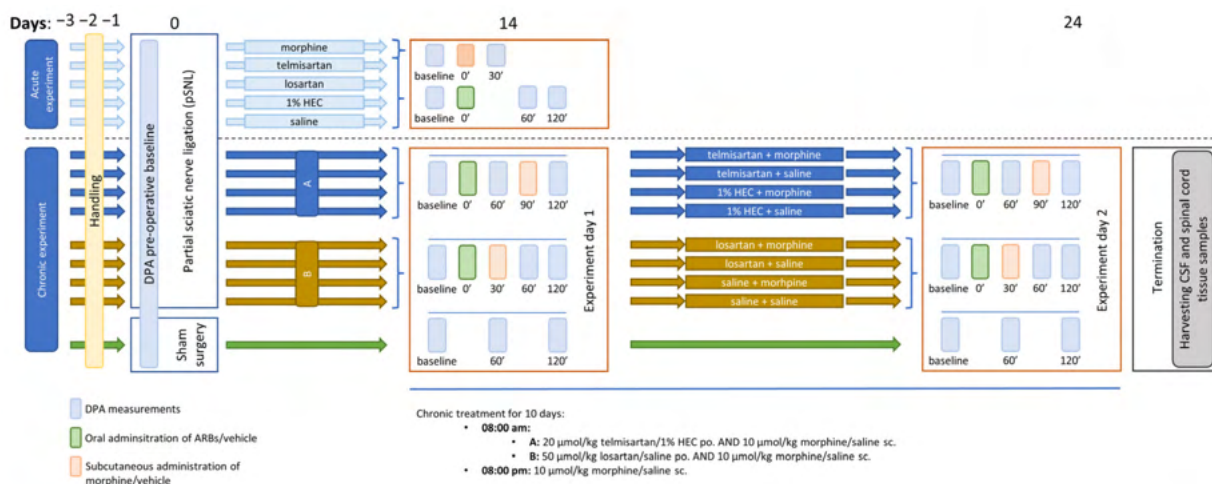 Days: −3 −2 −1 0 14 24
Acute experiment
Handling
DPA pre-operative baseline
Partial sciatic nerve ligation (pSNL)
morphine
telmisartan
losartan
1% HEC
saline
baseline 0' 30'
baseline 0' 60' 120'
Chronic experiment
A
baseline 0' 60' 90' 120'
Experiment day 1
telmisartan + morphine
telmisartan + saline
1% HEC + morphine
1% HEC + saline
baseline 0' 60' 90' 120'
Experiment day 2
Termination
Harvesting CSF and spinal cord tissue samples
B
baseline 0' 30' 60' 120'
losartan + morphine
losartan + saline
saline + morhpine
saline + saline
baseline 0' 30' 60' 120'
Sham surgery
baseline 60' 120'
baseline 60' 120'
DPA measurements
Oral adminsitration of ARBs/vehicle
Subcutaneous administration of
morphine/vehicle
Chronic treatment for 10 days:
• 08:00 am:
• A: 20 μmol/kg telmisartan/1% HEC po. AND 10 μmol/kg morphine/saline sc.
• B: 50 μmol/kg losartan/saline po. AND 10 μmol/kg morphine/saline sc.
• 08:00 pm: 10 μmol/kg morphine/saline sc.